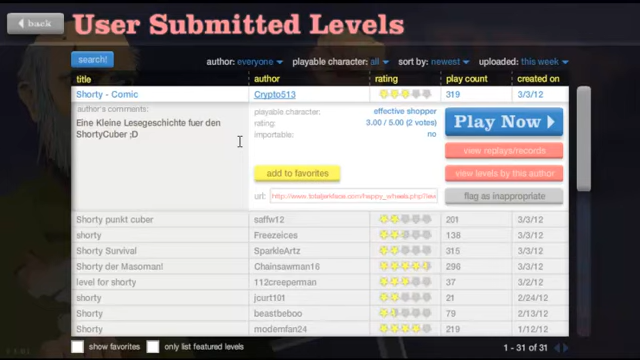 back
User Submitted Levels
search!
author: everyone playable character: all sort by: newest uploaded: this week
title author rating play count created on
Shorty - Comic Crypto513 319 3/3/12
author's comments:
Eine Kleine Lesegeschichte fuer den
ShortyCuber ;D
playable character: effective shopper
rating: 3.00 / 5.00 (2 votes)
importable: no
add to favorites
Play Now
view replays/records
view levels by this author
flag as inappropriate
url:
Shorty punkt cuber saffw12 201 3/3/12
shorty Freezeices 138 3/3/12
Shorty Survival SparkleArtz 315 3/3/12
Shorty der Masoman! Chainsawman16 296 3/3/12
level for shorty 112creeperman 37 3/2/12
shorty jcurt101 21 2/24/12
Shorty beastbeboo 79 2/13/12
Shorty modemfan24 219 1/12/12
show favorites only list featured levels 1 - 31 of 31